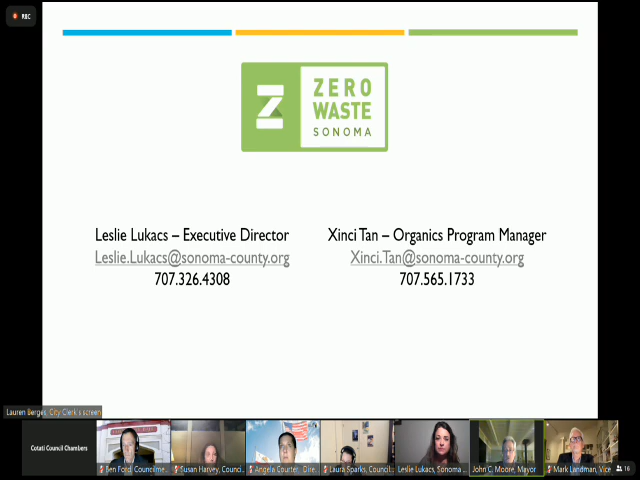 REC
ZERO
WASTE
SONOMA
Leslie Lukacs – Executive Director
Leslie.Lukacs@sonoma-county.org
707.326.4308
Xinci Tan – Organics Program Manager
Xinci.Tan@sonoma-county.org
707.565.1733
Lauren Berges, City Clerk's screen
Cotati Council Chambers
Ben Ford, Councilme...
Susan Harvey, Counci...
Angela Courter, Dire...
Laura Sparks, Council...
Leslie Lukacs, Sonoma ...
John C. Moore, Mayor
Mark Landman, Vice
16